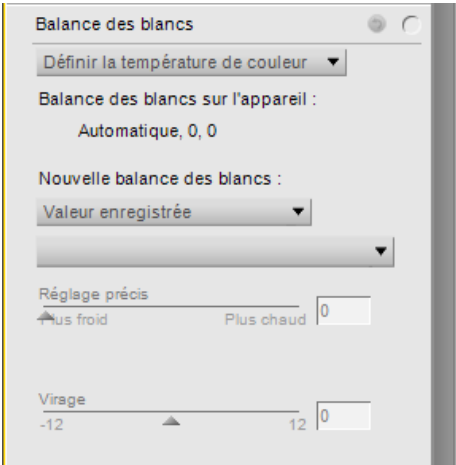 Balance des blancs
Définir la température de couleur
Balance des blancs sur l'appareil :
Automatique, 0, 0
Nouvelle balance des blancs :
Valeur enregistrée
Réglage précis
Plus froid Plus chaud 0
Virage
-12 12 0